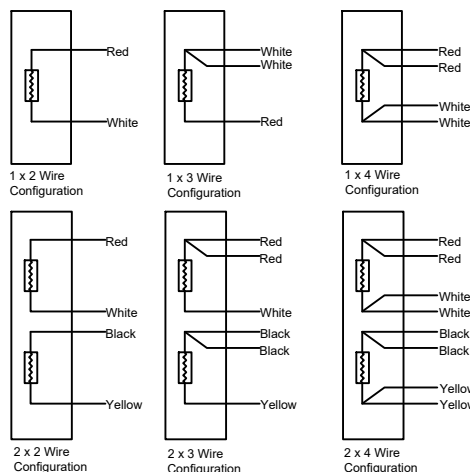 Red
White
1 x 2 Wire
Configuration
White
White
Red
1 x 3 Wire
Configuration
Red
Red
White
White
1 x 4 Wire
Configuration
Red
White
Black
Yellow
2 x 2 Wire
Configuration
Red
Red
White
Black
Black
Yellow
2 x 3 Wire
Configuration
Red
Red
White
White
Black
Black
Yellow
Yellow
2 x 4 Wire
Configuration